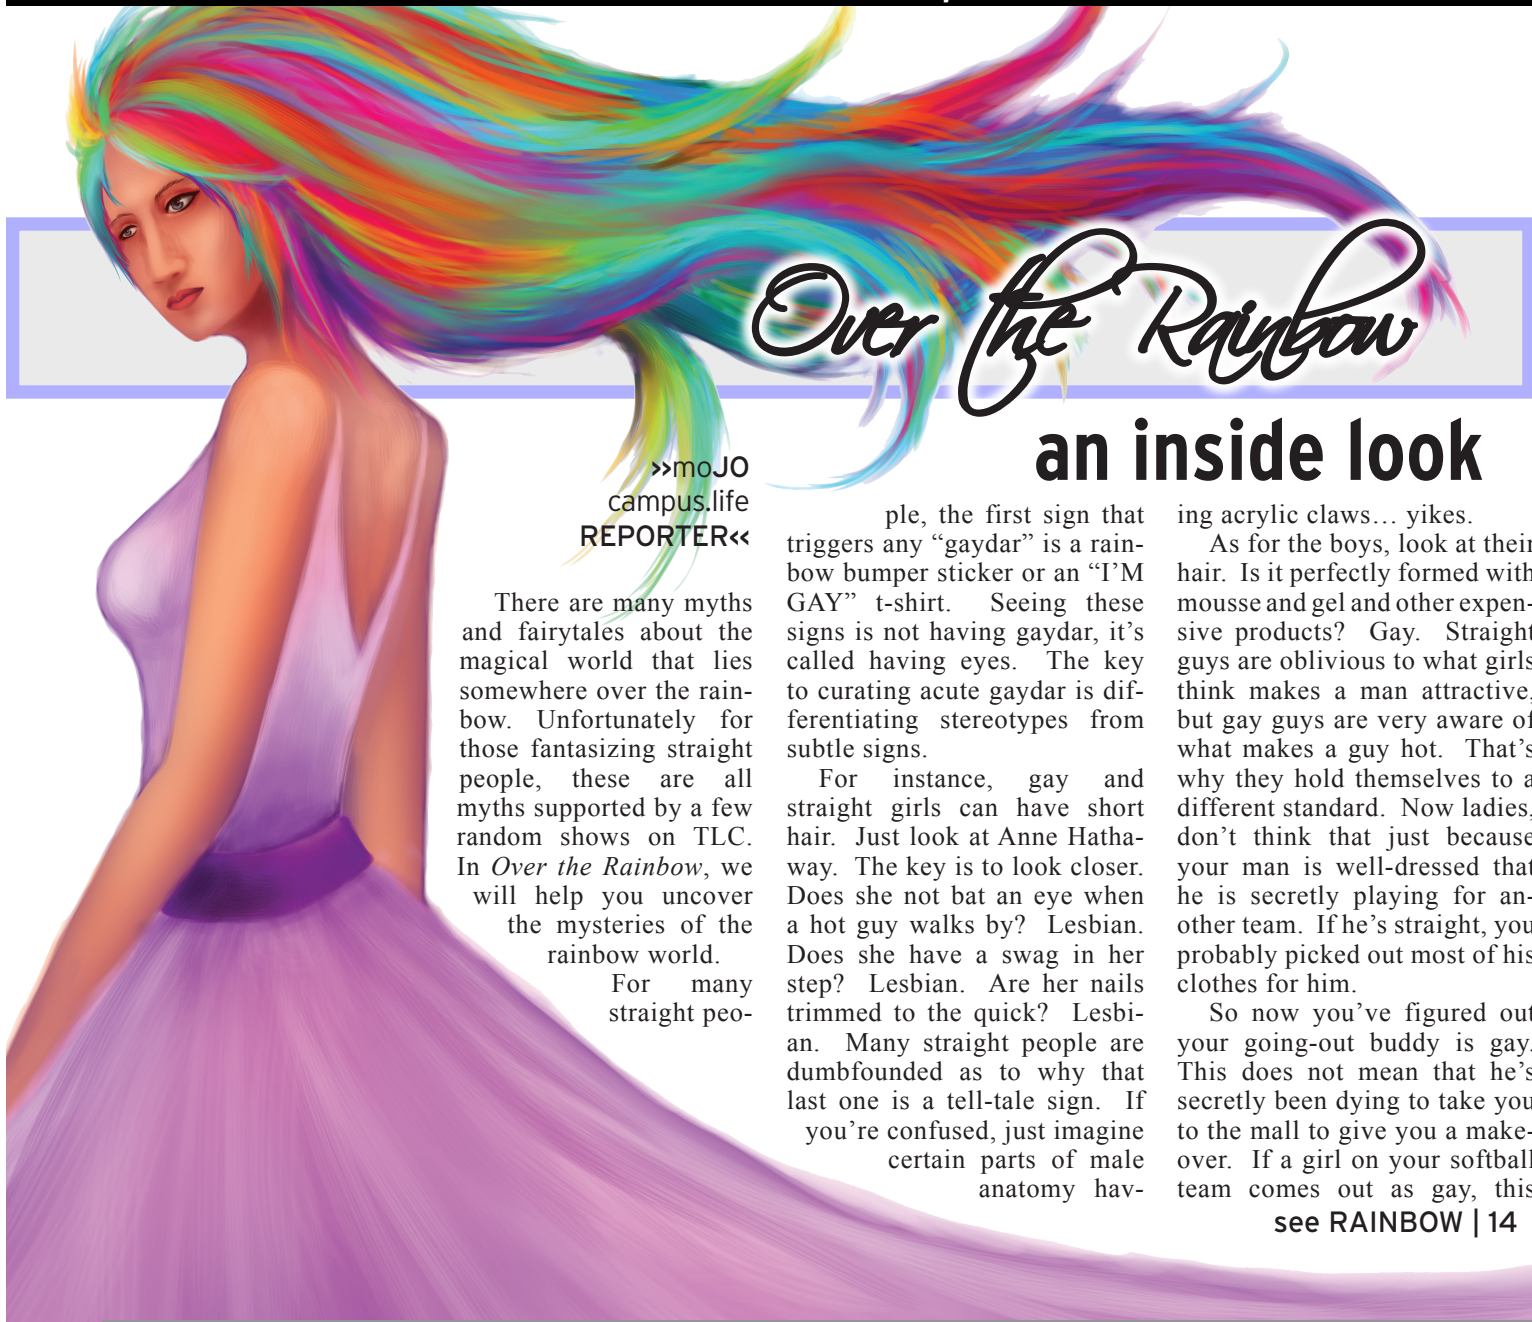 Over the Rainbow
an inside look
››moJO
campus.life
REPORTER‹‹
There are many myths
and fairytales about the
magical world that lies
somewhere over the rain-
bow. Unfortunately for
those fantasizing straight
people, these are all
myths supported by a few
random shows on TLC.
In Over the Rainbow, we
will help you uncover
the mysteries of the
rainbow world.
For many
straight peo-
ple, the first sign that
triggers any “gaydar” is a rain-
bow bumper sticker or an “I’M
GAY” t-shirt. Seeing these
signs is not having gaydar, it’s
called having eyes. The key
to curating acute gaydar is dif-
ferentiating stereotypes from
subtle signs.
For instance, gay and
straight girls can have short
hair. Just look at Anne Hatha-
way. The key is to look closer.
Does she not bat an eye when
a hot guy walks by? Lesbian.
Does she have a swag in her
step? Lesbian. Are her nails
trimmed to the quick? Lesbi-
an. Many straight people are
dumbfounded as to why that
last one is a tell-tale sign. If
you’re confused, just imagine
certain parts of male
anatomy hav-
ing acrylic claws… yikes.
As for the boys, look at their
hair. Is it perfectly formed with
mousse and gel and other expen-
sive products? Gay. Straight
guys are oblivious to what girls
think makes a man attractive,
but gay guys are very aware of
what makes a guy hot. That’s
why they hold themselves to a
different standard. Now ladies,
don’t think that just because
your man is well-dressed that
he is secretly playing for an-
other team. If he’s straight, you
probably picked out most of his
clothes for him.
So now you’ve figured out
your going-out buddy is gay.
This does not mean that he’s
secretly been dying to take you
to the mall to give you a make-
over. If a girl on your softball
team comes out as gay, this
see RAINBOW | 14